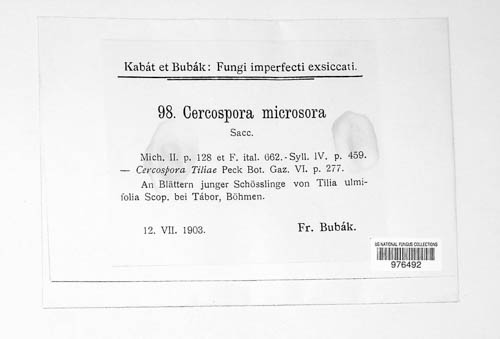 Kabát et Bubák: Fungi imperfecti exsiccati.
98. Cercospora microsora
Sacc.
Mich. II. p. 128 et F. ital. 662.- Syll. IV. p. 459.
— Cercospora Tiliae Peck Bot. Gaz. VI. p. 277.
An Blättern junger Schösslinge von Tilia ulmi-
folia Scop. bei Tábor, Böhmen.
12. VII. 1903. Fr. Bubák.
US NATIONAL FUNGUS COLLECTIONS
976492